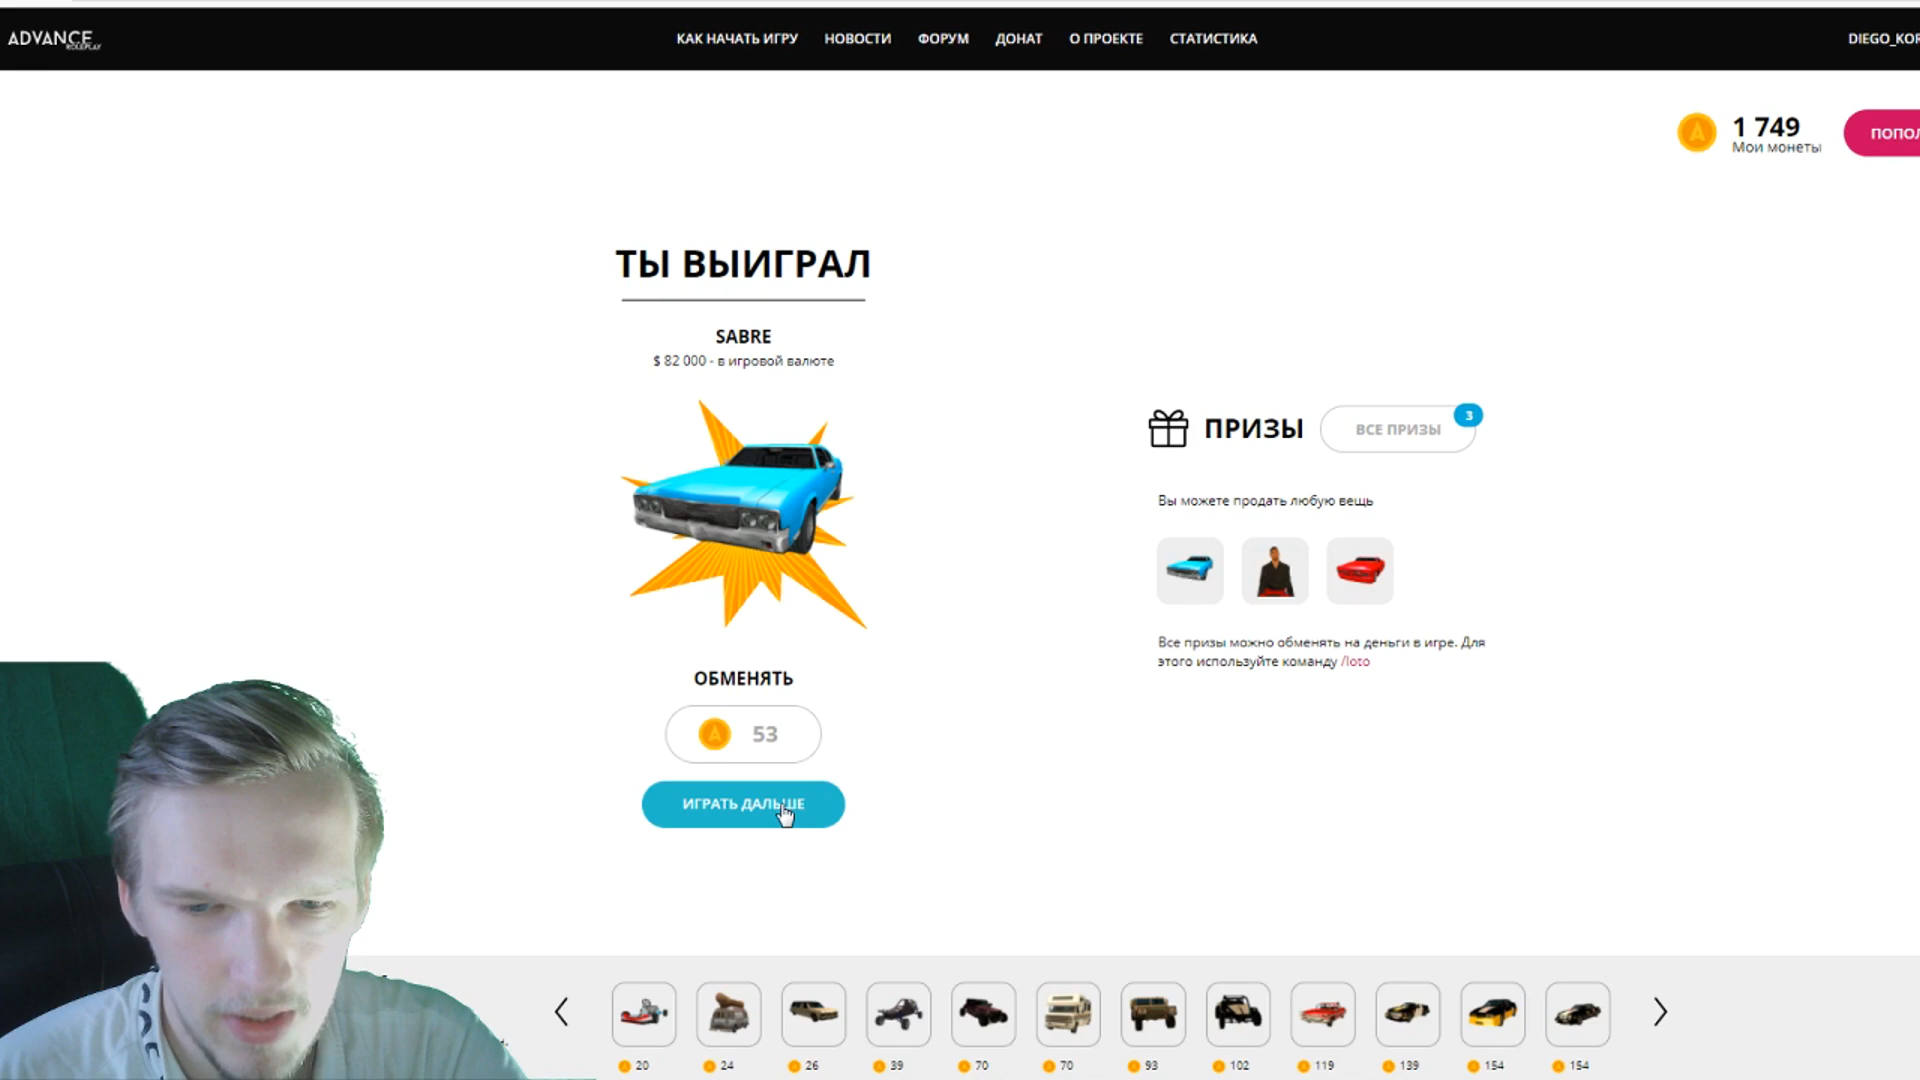 ADVANCE
ROLEPLAY
КАК НАЧАТЬ ИГРУ НОВОСТИ ФОРУМ ДОНАТ О ПРОЕКТЕ СТАТИСТИКА
DIEGO_KOR
1 749
Мои монеты
ПОПОЛ
ТЫ ВЫИГРАЛ
SABRE
$ 82 000 - в игровой валюте
ПРИЗЫ
ВСЕ ПРИЗЫ
3
Вы можете продать любую вещь
Все призы можно обменять на деньги в игре. Для
этого используйте команду /loto
ОБМЕНЯТЬ
53
ИГРАТЬ ДАЛЬШЕ
20 24 26 39 70 70 93 102 119 139 154 154